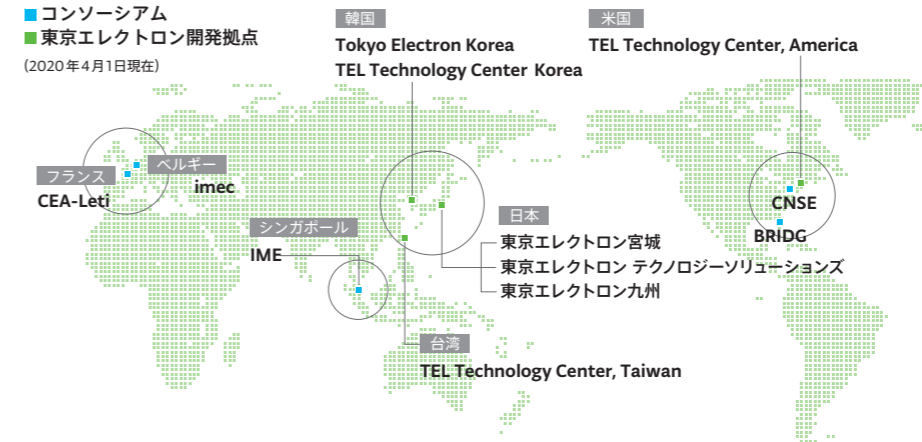 コンソーシアム
東京エレクトロン開発拠点
(2020年4月1日現在)
韓国
Tokyo Electron Korea
TEL Technology Center Korea
米国
TEL Technology Center, America
フランス
CEA-Leti
ベルギー
imec
シンガポール
IME
日本
東京エレクトロン宮城
東京エレクトロン テクノロジーソリューションズ
東京エレクトロン九州
CNSE
BRIDG
台湾
TEL Technology Center, Taiwan